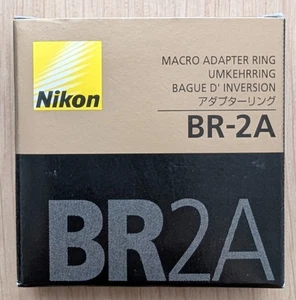 Nikon
MACRO ADAPTER RING
UMKEHRRING
BAGUE D' INVERSION
アダプターリング
BR-2A
BR2A